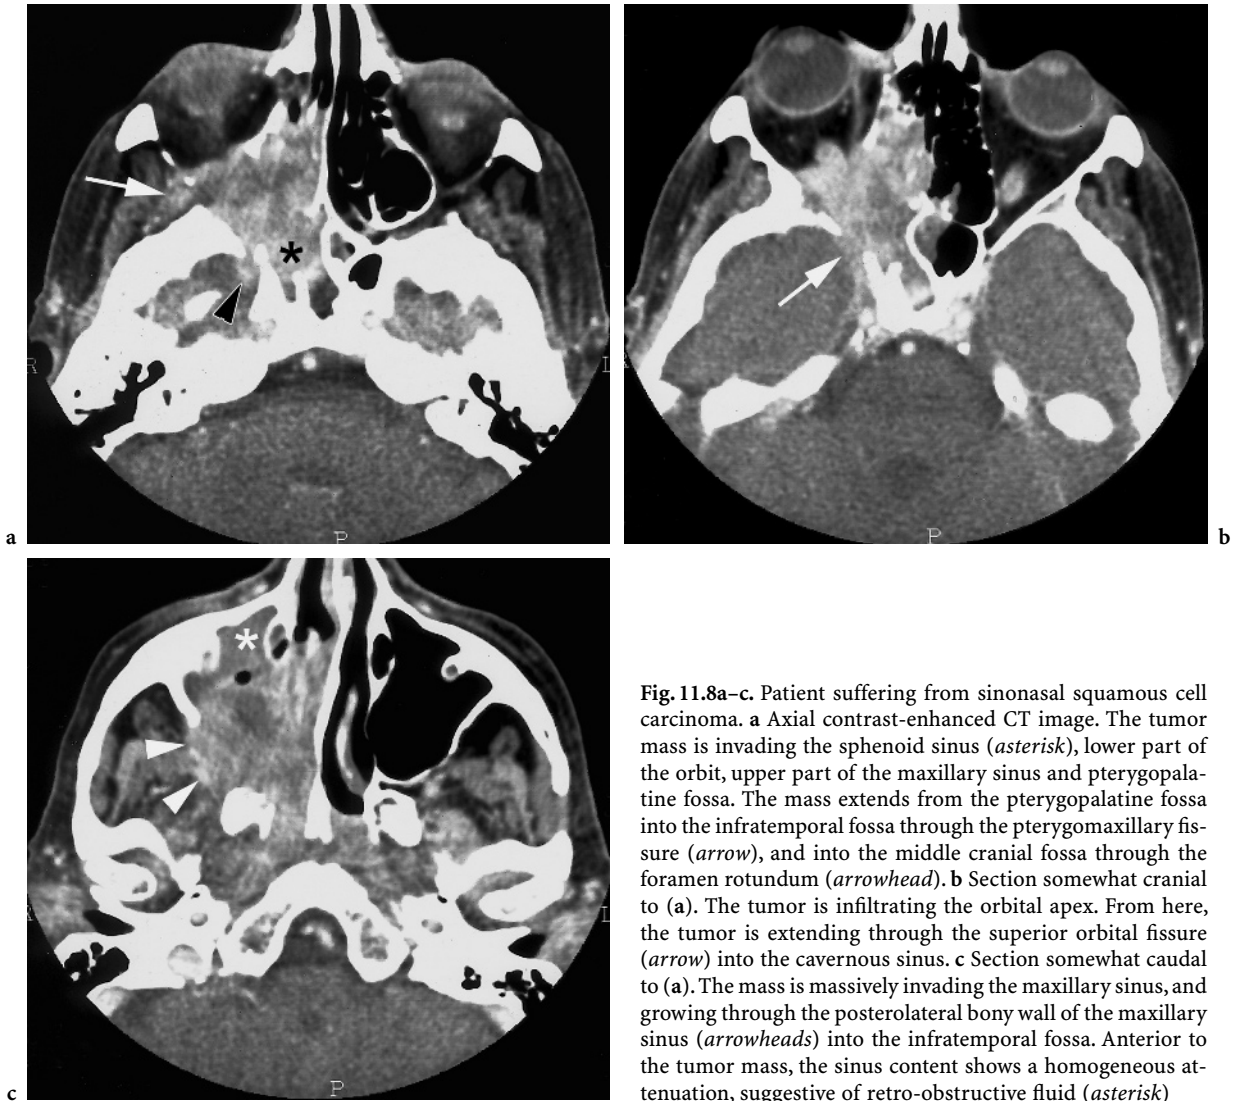 R
L
P
a
P
b
L
P
c
Fig. 11.8a–c. Patient suffering from sinonasal squamous cell
carcinoma. a Axial contrast-enhanced CT image. The tumor
mass is invading the sphenoid sinus (asterisk), lower part of
the orbit, upper part of the maxillary sinus and pterygopala-
tine fossa. The mass extends from the pterygopalatine fossa
into the infratemporal fossa through the pterygomaxillary fis-
sure (arrow), and into the middle cranial fossa through the
foramen rotundum (arrowhead). b Section somewhat cranial
to (a). The tumor is infiltrating the orbital apex. From here,
the tumor is extending through the superior orbital fissure
(arrow) into the cavernous sinus. c Section somewhat caudal
to (a). The mass is massively invading the maxillary sinus, and
growing through the posterolateral bony wall of the maxillary
sinus (arrowheads) into the infratemporal fossa. Anterior to
the tumor mass, the sinus content shows a homogeneous at-
tenuation, suggestive of retro-obstructive fluid (asterisk)